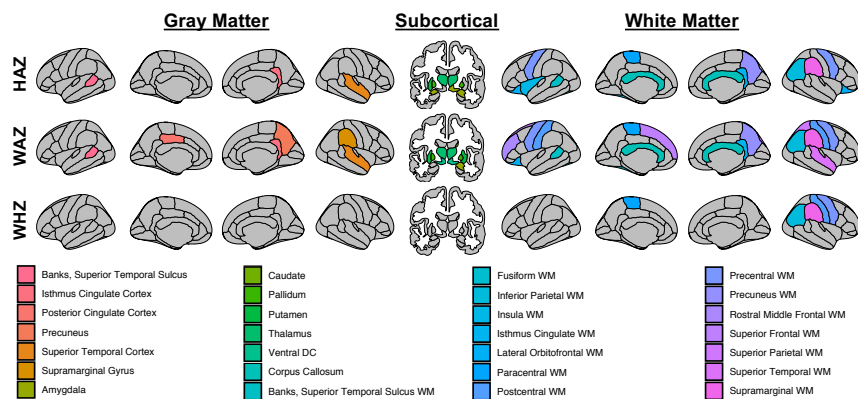 Gray Matter
Subcortical
White Matter
HAZ
WAZ
WHZ
Banks, Superior Temporal Sulcus
Isthmus Cingulate Cortex
Posterior Cingulate Cortex
Precuneus
Superior Temporal Cortex
Supramarginal Gyrus
Amygdala
Caudate
Pallidum
Putamen
Thalamus
Ventral DC
Corpus Callosum
Banks, Superior Temporal Sulcus WM
Fusiform WM
Inferior Parietal WM
Insula WM
Isthmus Cingulate WM
Lateral Orbitofrontal WM
Paracentral WM
Postcentral WM
Precentral WM
Precuneus WM
Rostral Middle Frontal WM
Superior Frontal WM
Superior Parietal WM
Superior Temporal WM
Supramarginal WM